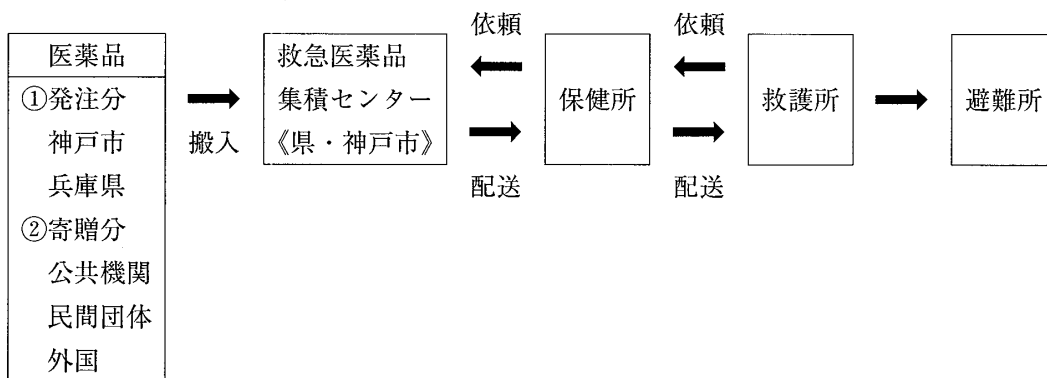 医薬品
①発注分
神戸市
兵庫県
②寄贈分
公共機関
民間団体
外国
搬入
救急医薬品
集積センター
《県・神戸市》
依頼
配送
保健所
依頼
配送
救護所
避難所